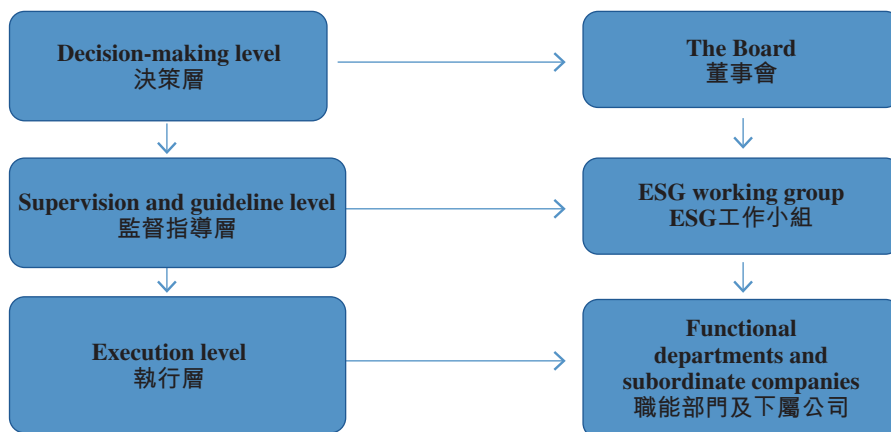 Decision-making level
決策層
The Board
董事會
Supervision and guideline level
監督指導層
ESG working group
ESG工作小組
Execution level
執行層
Functional
departments and
subordinate companies
職能部門及下屬公司